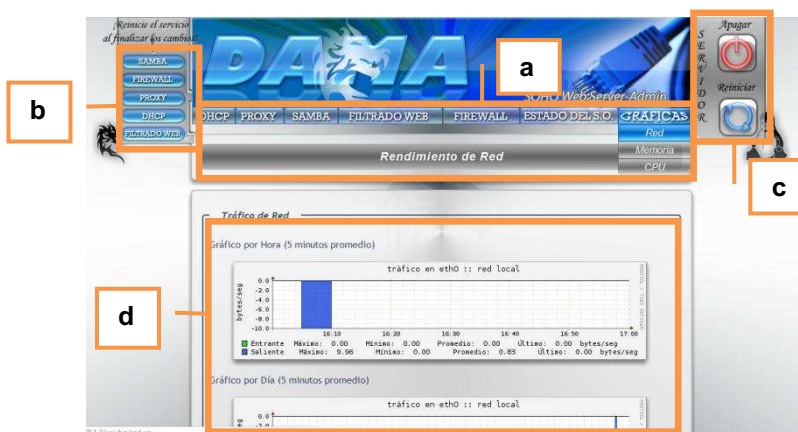 ¡Reinicie el servicio
al finalizar los cambios!
SAMBA
FIREWALL
PROXY
DHCP
FILTRADO WEB
DAMA
SOHO Web:Server-Admin
a
b
c
d
SERVIDOR
Apagar
Reiniciar
DHCP PROXY SAMBA FILTRADO WEB FIREWALL ESTADO DEL S.O. GRÁFICAS
Red
Memoria
CPU
Rendimiento de Red
Tráfico de Red
Gráfico por Hora (5 minutos promedio)
tráfico en eth0 :: red local
bytes/seg
0.0
-2.0
-4.0
-6.0
-8.0
-10.0
16:10 16:20 16:30 16:40 16:50 17:00
Entrante Máximo: 0.00 Mínimo: 0.00 Promedio: 0.00 Último: 0.00 bytes/seg
Saliente Máximo: 9.96 Mínimo: 0.00 Promedio: 0.83 Último: 0.00 bytes/seg
Gráfico por Día (5 minutos promedio)
tráfico en eth0 :: red local
0.0
-2.0